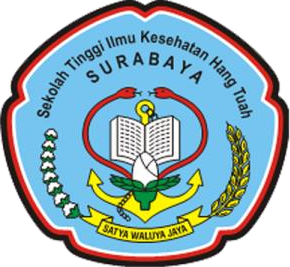 Sekolah Tinggi Ilmu Kesehatan Hang Tuah
SURABAYA
SATYA WALUYA JAYA